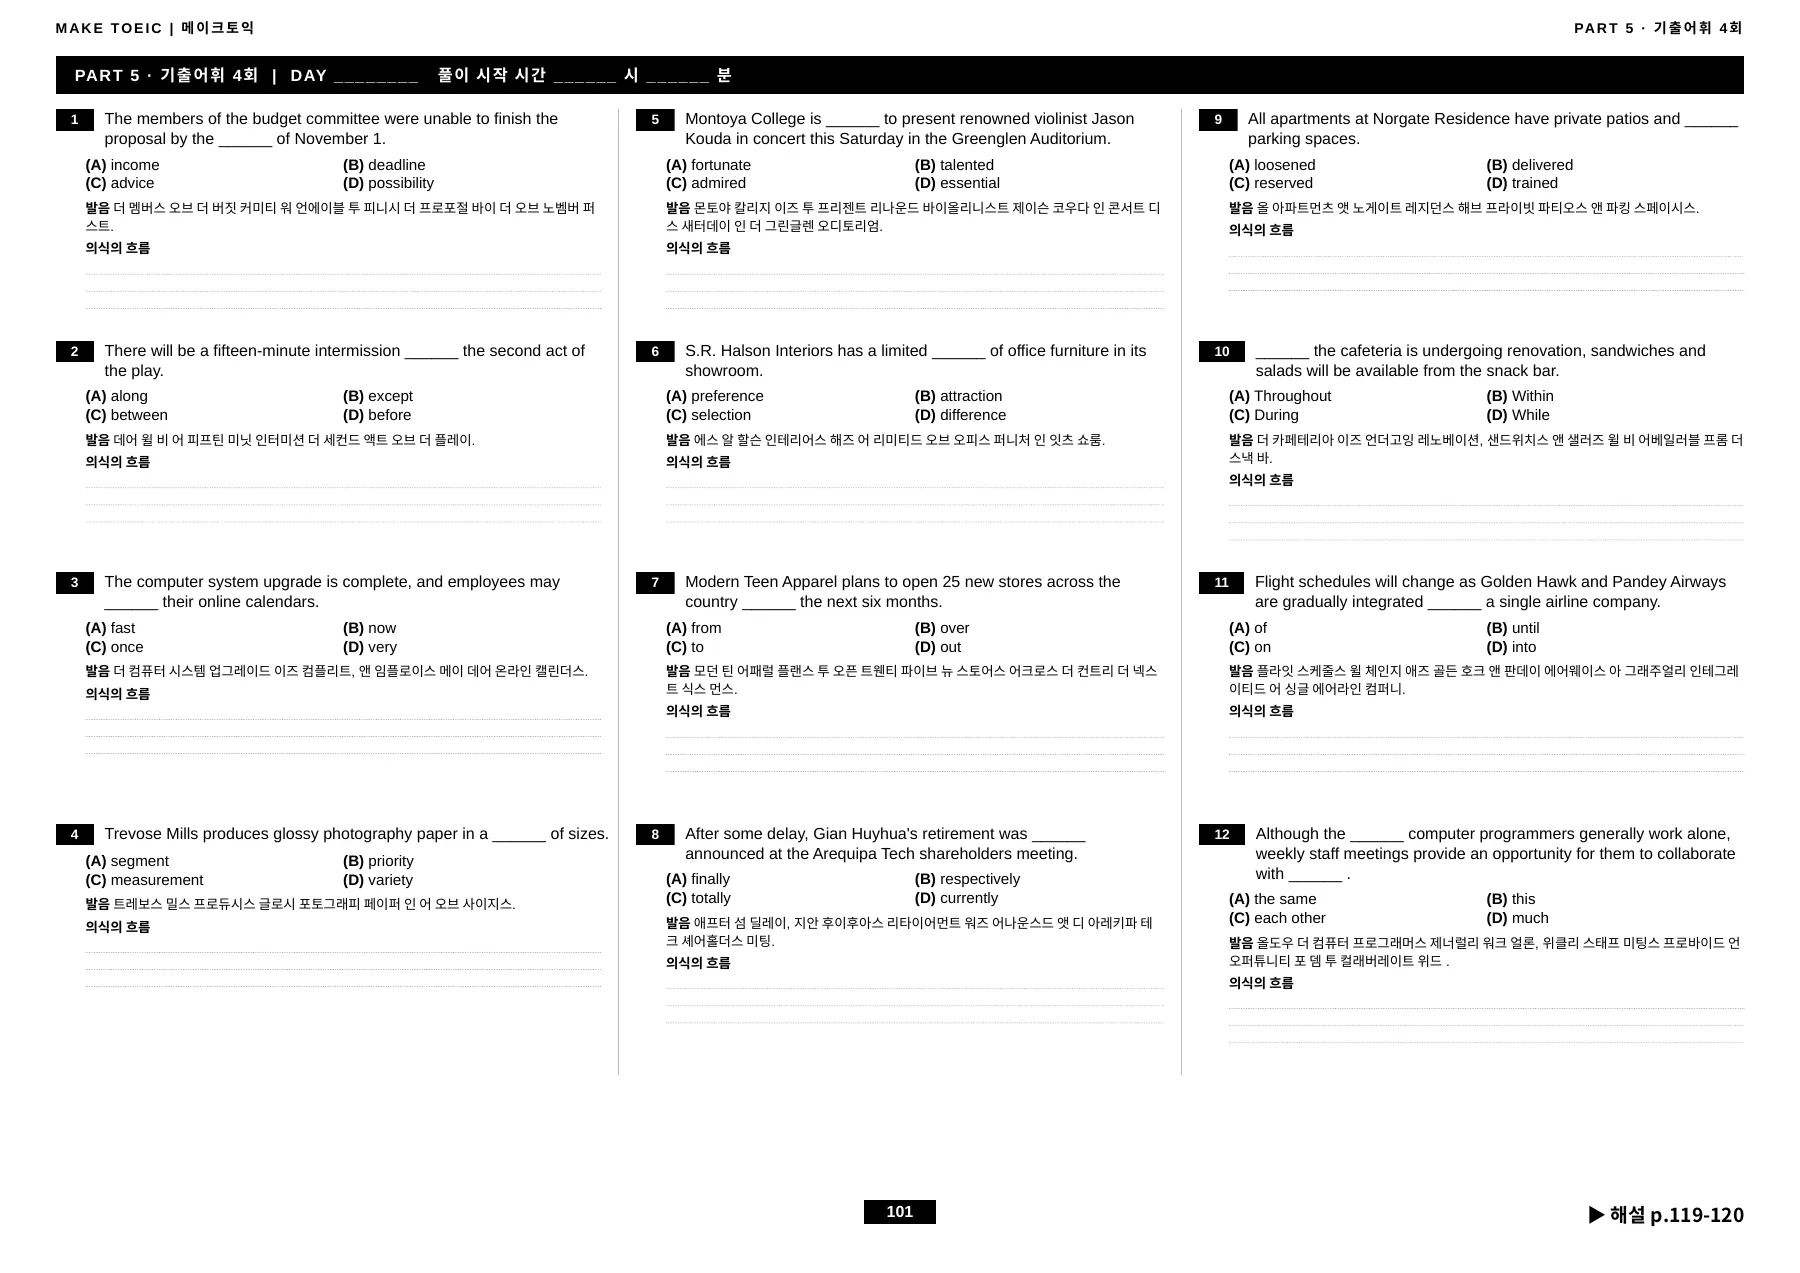 MAKE TOEIC | 메이크토익
PART 5 · 기출어휘 4회
PART 5 · 기출어휘 4회 | DAY ________ 풀이 시작 시간 ______ 시 ______ 분
1 The members of the budget committee were unable to finish the
proposal by the ______ of November 1.
(A) income (B) deadline
(C) advice (D) possibility
발음 더 멤버스 오브 더 버짓 커미티 워 언에이블 투 피니시 더 프로포절 바이 더 오브 노벰버 퍼
스트.
의식의 흐름
2 There will be a fifteen-minute intermission ______ the second act of
the play.
(A) along (B) except
(C) between (D) before
발음 데어 윌 비 어 피프틴 미닛 인터미션 더 세컨드 액트 오브 더 플레이.
의식의 흐름
3 The computer system upgrade is complete, and employees may
______ their online calendars.
(A) fast (B) now
(C) once (D) very
발음 더 컴퓨터 시스템 업그레이드 이즈 컴플리트, 앤 임플로이스 메이 데어 온라인 캘린더스.
의식의 흐름
4 Trevose Mills produces glossy photography paper in a ______ of sizes.
(A) segment (B) priority
(C) measurement (D) variety
발음 트레보스 밀스 프로듀시스 글로시 포토그래피 페이퍼 인 어 오브 사이지스.
의식의 흐름
5 Montoya College is ______ to present renowned violinist Jason
Kouda in concert this Saturday in the Greenglen Auditorium.
(A) fortunate (B) talented
(C) admired (D) essential
발음 몬토야 칼리지 이즈 투 프리젠트 리나운드 바이올리니스트 제이슨 코우다 인 콘서트 디
스 새터데이 인 더 그린글렌 오디토리엄.
의식의 흐름
6 S.R. Halson Interiors has a limited ______ of office furniture in its
showroom.
(A) preference (B) attraction
(C) selection (D) difference
발음 에스 알 할슨 인테리어스 해즈 어 리미티드 오브 오피스 퍼니처 인 잇츠 쇼룸.
의식의 흐름
7 Modern Teen Apparel plans to open 25 new stores across the
country ______ the next six months.
(A) from (B) over
(C) to (D) out
발음 모던 틴 어패럴 플랜스 투 오픈 트웬티 파이브 뉴 스토어스 어크로스 더 컨트리 더 넥스
트 식스 먼스.
의식의 흐름
8 After some delay, Gian Huyhua's retirement was ______
announced at the Arequipa Tech shareholders meeting.
(A) finally (B) respectively
(C) totally (D) currently
발음 애프터 섬 딜레이, 지안 후이후아스 리타이어먼트 워즈 어나운스드 앳 디 아레키파 테
크 셰어홀더스 미팅.
의식의 흐름
9 All apartments at Norgate Residence have private patios and ______
parking spaces.
(A) loosened (B) delivered
(C) reserved (D) trained
발음 올 아파트먼츠 앳 노게이트 레지던스 해브 프라이빗 파티오스 앤 파킹 스페이시스.
의식의 흐름
10 ______ the cafeteria is undergoing renovation, sandwiches and
salads will be available from the snack bar.
(A) Throughout (B) Within
(C) During (D) While
발음 더 카페테리아 이즈 언더고잉 레노베이션, 샌드위치스 앤 샐러즈 윌 비 어베일러블 프롬 더
스낵 바.
의식의 흐름
11 Flight schedules will change as Golden Hawk and Pandey Airways
are gradually integrated ______ a single airline company.
(A) of (B) until
(C) on (D) into
발음 플라잇 스케줄스 윌 체인지 애즈 골든 호크 앤 판데이 에어웨이스 아 그래주얼리 인테그레
이티드 어 싱글 에어라인 컴퍼니.
의식의 흐름
12 Although the ______ computer programmers generally work alone,
weekly staff meetings provide an opportunity for them to collaborate
with ______ .
(A) the same (B) this
(C) each other (D) much
발음 올도우 더 컴퓨터 프로그래머스 제너럴리 워크 얼론, 위클리 스태프 미팅스 프로바이드 언
오퍼튜니티 포 뎀 투 컬래버레이트 위드 .
의식의 흐름
101
▶ 해설 p.119-120